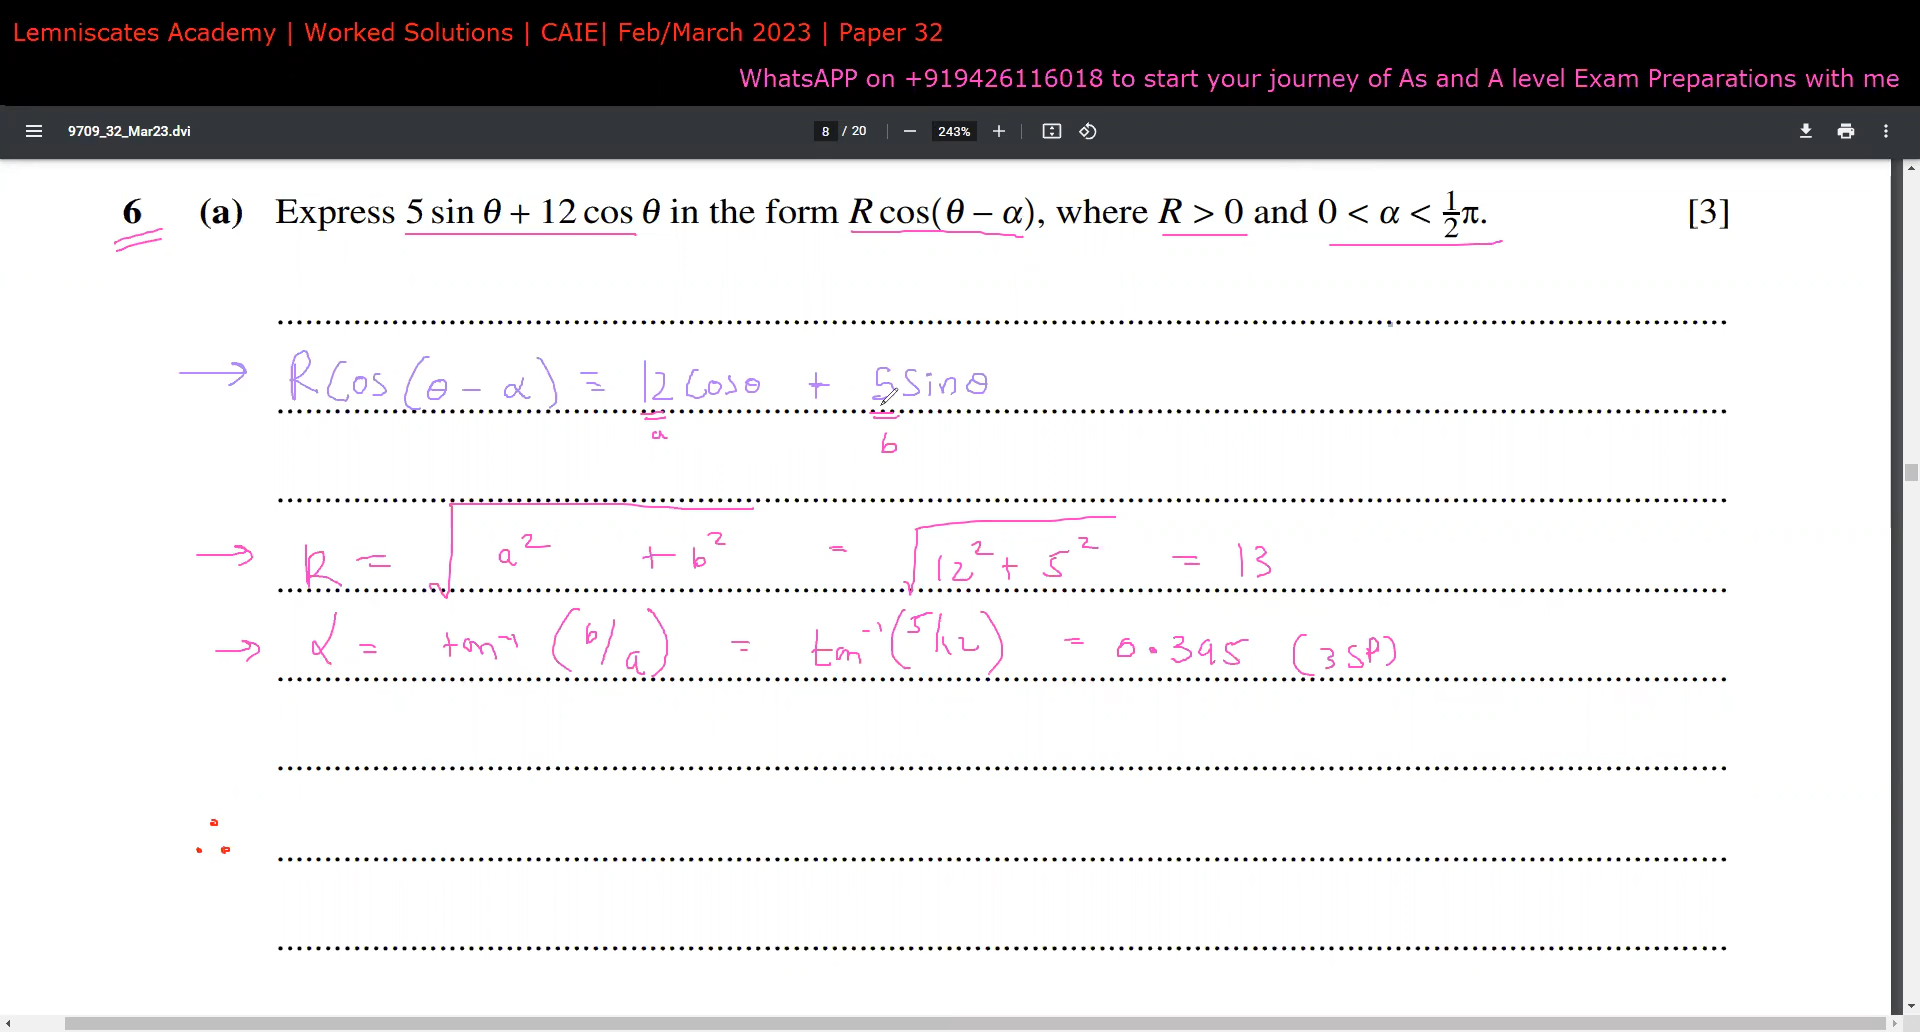 Lemniscates Academy | Worked Solutions | CAIE| Feb/March 2023 | Paper 32
WhatsAPP on +919426116018 to start your journey of As and A level Exam Preparations with me
9709_32_Mar23.dvi 8 / 20 − 243% +
6 (a) Express 5 sin θ + 12 cos θ in the form R cos(θ − α), where R > 0 and 0 < α < ½π. [3]
→ R Cos (θ − α) = 12 Cosθ + 5 Sinθ
a b
→ R = √(a² + b²) = √(12² + 5²) = 13
→ α = tan⁻¹ (b/a) = tan⁻¹ (5/12) = 0.395 (3SF)
∴